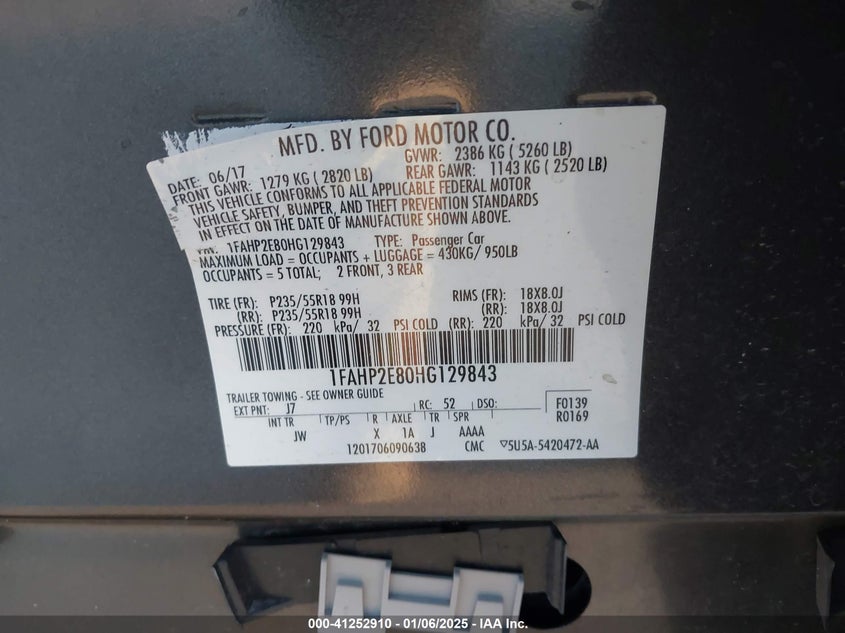 MFD. BY FORD MOTOR CO.
DATE: 06/17 GVWR: 2386 KG ( 5260 LB)
FRONT GAWR: 1279 KG ( 2820 LB) REAR GAWR: 1143 KG ( 2520 LB)
THIS VEHICLE CONFORMS TO ALL APPLICABLE FEDERAL MOTOR
VEHICLE SAFETY, BUMPER, AND THEFT PREVENTION STANDARDS
IN EFFECT ON THE DATE OF MANUFACTURE SHOWN ABOVE.
1FAHP2E80HG129843 TYPE: Passenger Car
MAXIMUM LOAD = OCCUPANTS + LUGGAGE = 430KG/ 950LB
OCCUPANTS = 5 TOTAL; 2 FRONT, 3 REAR
TIRE (FR): P235/55R18 99H RIMS (FR): 18X8.0J
(RR): P235/55R18 99H (RR): 18X8.0J
PRESSURE (FR): 220 kPa/ 32 PSI COLD (RR): 220 kPa/ 32 PSI COLD
1FAHP2E80HG129843
TRAILER TOWING - SEE OWNER GUIDE
EXT PNT: J7 RC: 52 DSO: F0139
INT TR TP/PS R AXLE TR SPR R0169
JW X 1A J AAAA
1201706090638 CMC 5U5A-5420472-AA
000-41252910 - 01/06/2025 - IAA Inc.